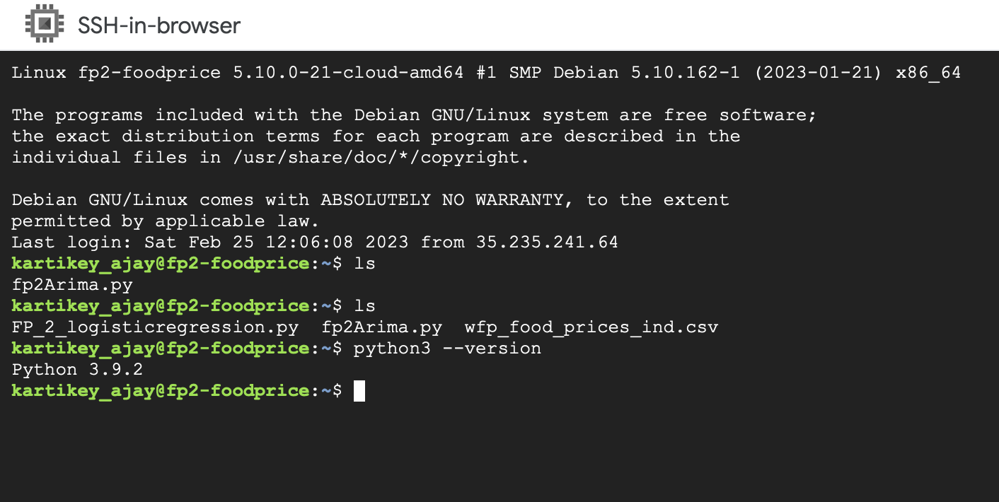 SSH-in-browser
Linux fp2-foodprice 5.10.0-21-cloud-amd64 #1 SMP Debian 5.10.162-1 (2023-01-21) x86_64
The programs included with the Debian GNU/Linux system are free software;
the exact distribution terms for each program are described in the
individual files in /usr/share/doc/*/copyright.
Debian GNU/Linux comes with ABSOLUTELY NO WARRANTY, to the extent
permitted by applicable law.
Last login: Sat Feb 25 12:06:08 2023 from 35.235.241.64
kartikey_ajay@fp2-foodprice:~$ ls
fp2Arima.py
kartikey_ajay@fp2-foodprice:~$ ls
FP_2_logisticregression.py  fp2Arima.py  wfp_food_prices_ind.csv
kartikey_ajay@fp2-foodprice:~$ python3 --version
Python 3.9.2
kartikey_ajay@fp2-foodprice:~$